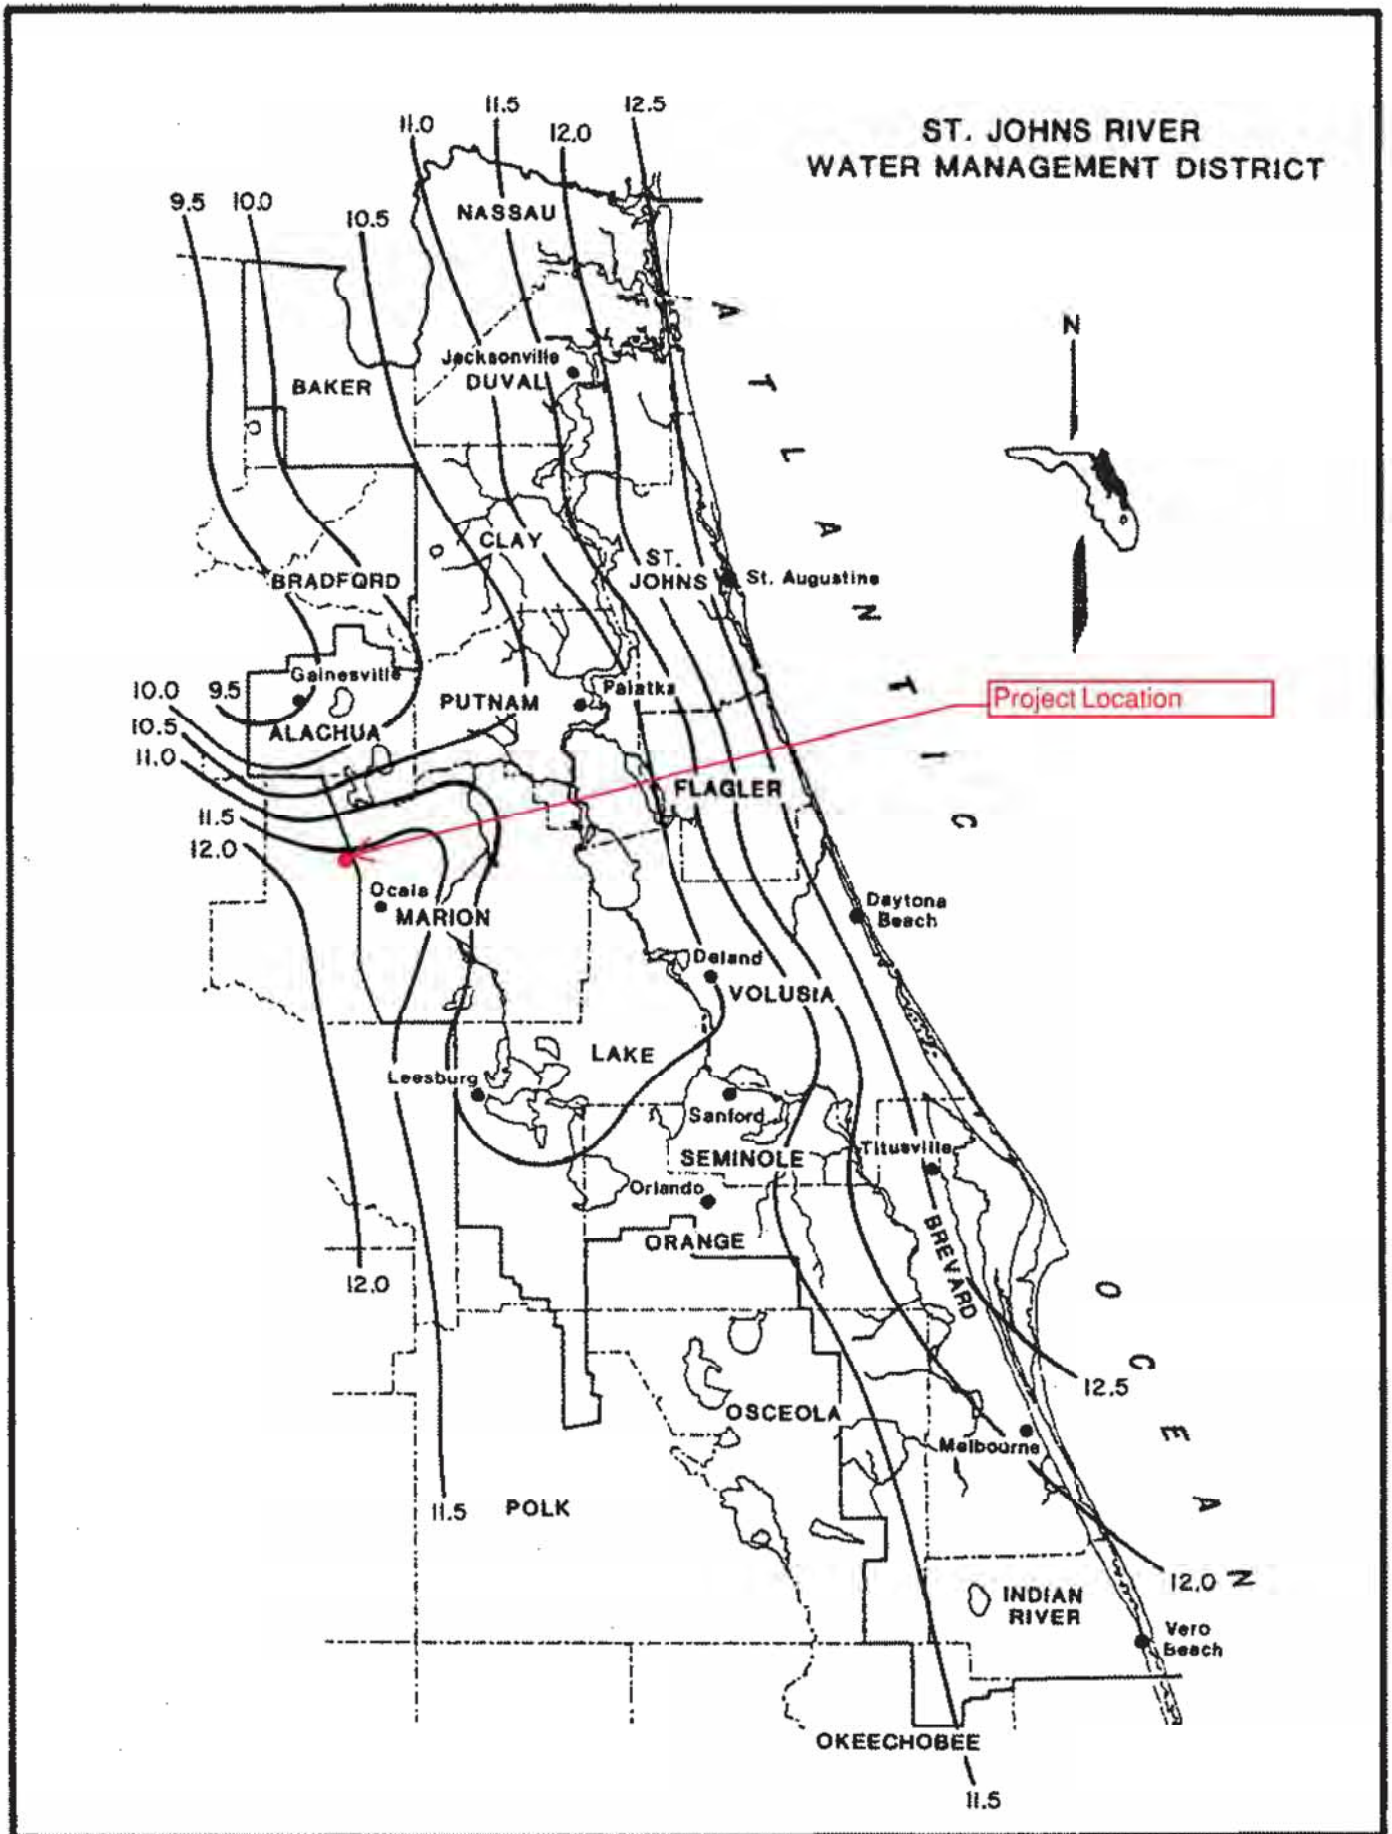 ST. JOHNS RIVER
WATER MANAGEMENT DISTRICT
9.5
10.0
10.5
11.0
11.5
12.0
12.5
NASSAU
N
Jacksonville
DUVAL
BAKER
CLAY
ST.
JOHNS
St. Augustine
BRADFORD
Gainesville
10.0
9.5
10.5
11.0
ALACHUA
PUTNAM
Palatka
Project Location
FLAGLER
11.5
12.0
Ocala
MARION
Daytona
Beach
Deland
VOLUSIA
LAKE
Leesburg
Sanford
SEMINOLE
Titusville
Orlando
ORANGE
BREVARD
12.0
12.5
OSCEOLA
Melbourne
11.5
POLK
12.0
INDIAN
RIVER
Vero
Beach
OKEECHOBEE
11.5
ATLANTIC
OCEAN